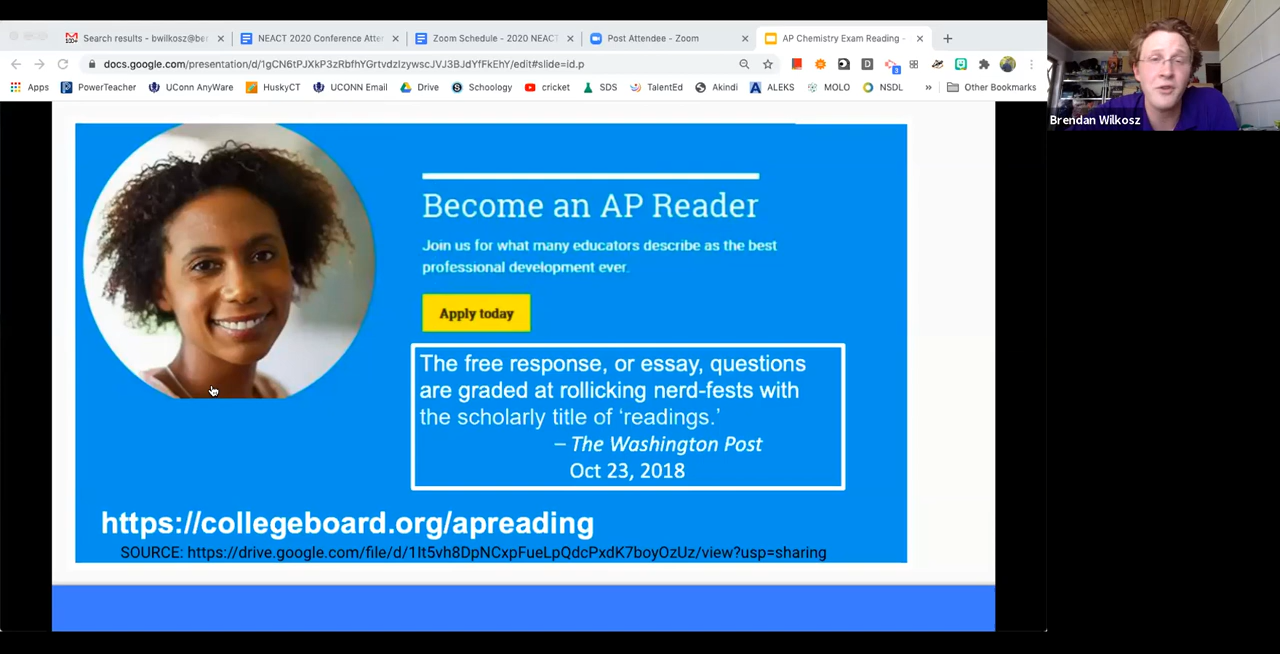 Search results - bwilkosz@ber
NEACT 2020 Conference Atter
Zoom Schedule - 2020 NEACT
Post Attendee - Zoom
AP Chemistry Exam Reading -
docs.google.com/presentation/d/1gCN6tPJXkP3zRbfhYGrtvdzIzywscJVJ3BJdYfFkEhY/edit#slide=id.p
Apps PowerTeacher UConn AnyWare HuskyCT UCONN Email Drive Schoology cricket SDS TalentEd Akindi ALEKS MOLO NSDL » Other Bookmarks
Brendan Wilkosz
Become an AP Reader
Join us for what many educators describe as the best
professional development ever.
Apply today
The free response, or essay, questions
are graded at rollicking nerd-fests with
the scholarly title of ‘readings.’
– The Washington Post
Oct 23, 2018
https://collegeboard.org/apreading
SOURCE: https://drive.google.com/file/d/1It5vh8DpNCxpFueLpQdcPxdK7boyOzUz/view?usp=sharing